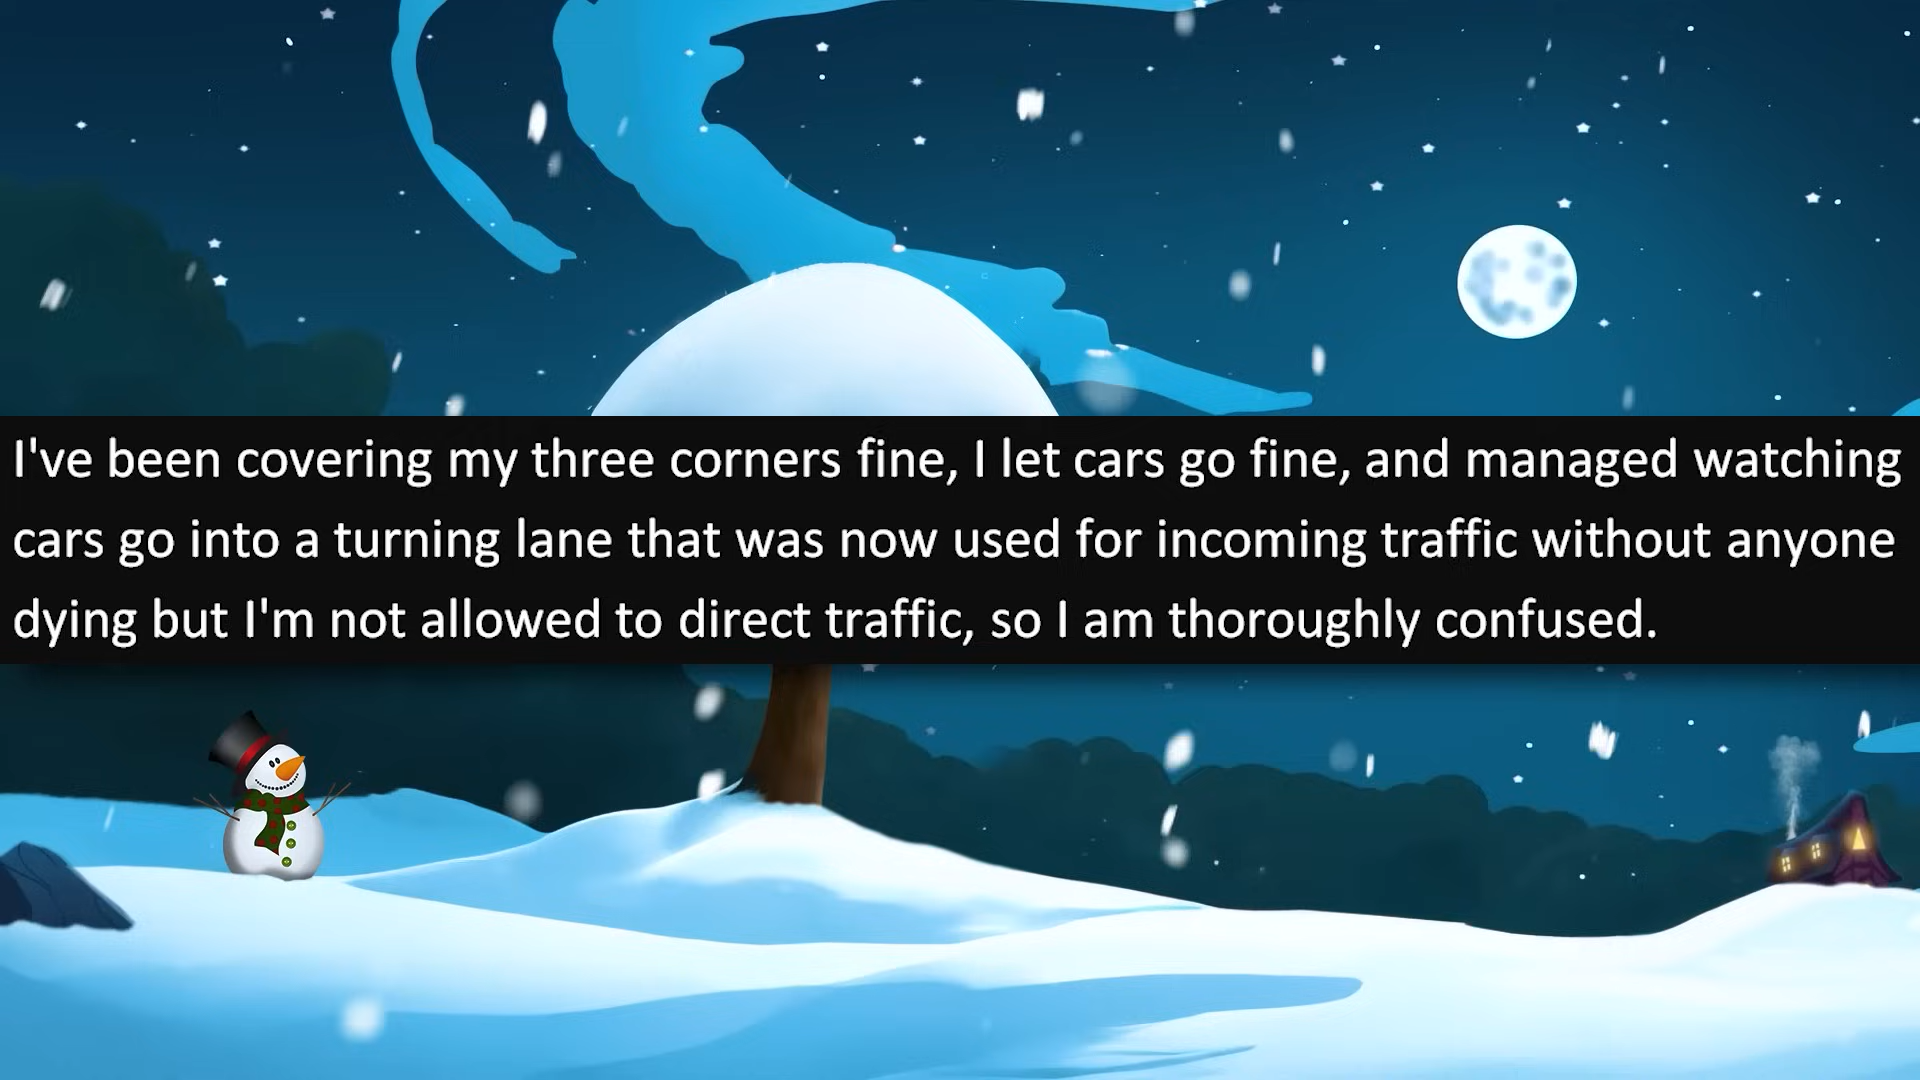 I've been covering my three corners fine, I let cars go fine, and managed watching
cars go into a turning lane that was now used for incoming traffic without anyone
dying but I'm not allowed to direct traffic, so I am thoroughly confused.